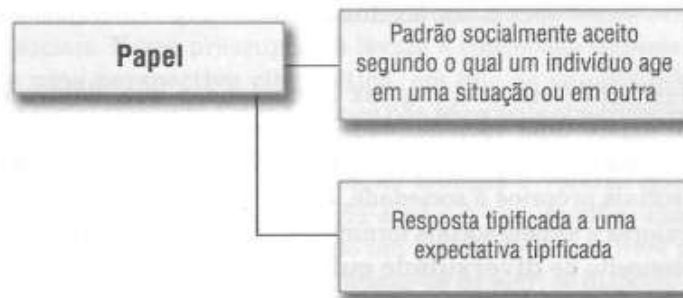 Papel
Padrão socialmente aceito
segundo o qual um indivíduo age
em uma situação ou em outra
Resposta tipificada a uma
expectativa tipificada